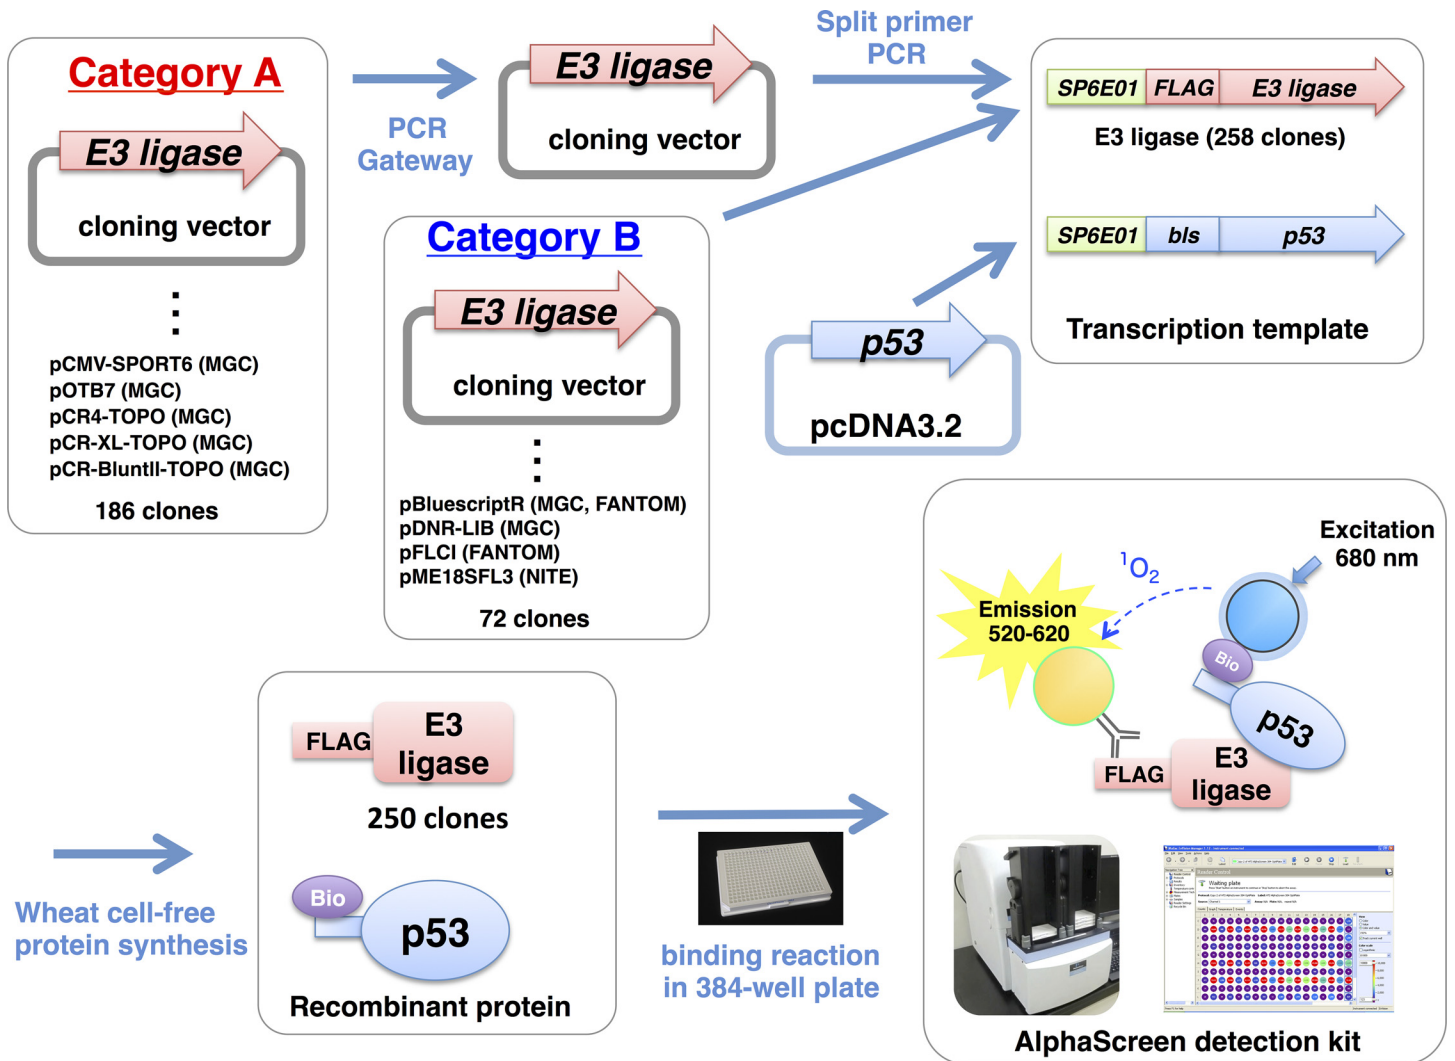 Category A
E3 ligase
cloning vector
pCMV-SPORT6 (MGC)
pOTB7 (MGC)
pCR4-TOPO (MGC)
pCR-XL-TOPO (MGC)
pCR-BluntII-TOPO (MGC)
186 clones
PCR
Gateway
E3 ligase
cloning vector
Category B
E3 ligase
cloning vector
pBluescriptR (MGC, FANTOM)
pDNR-LIB (MGC)
pFLCI (FANTOM)
pME18SFL3 (NITE)
72 clones
Split primer
PCR
SP6E01 FLAG E3 ligase
E3 ligase (258 clones)
SP6E01 bls p53
Transcription template
p53
pcDNA3.2
Wheat cell-free
protein synthesis
FLAG
E3
ligase
250 clones
Bio
p53
Recombinant protein
binding reaction
in 384-well plate
Excitation
680 nm
¹O₂
Emission
520-620
Bio
p53
FLAG
E3
ligase
Waiting plate
AlphaScreen detection kit